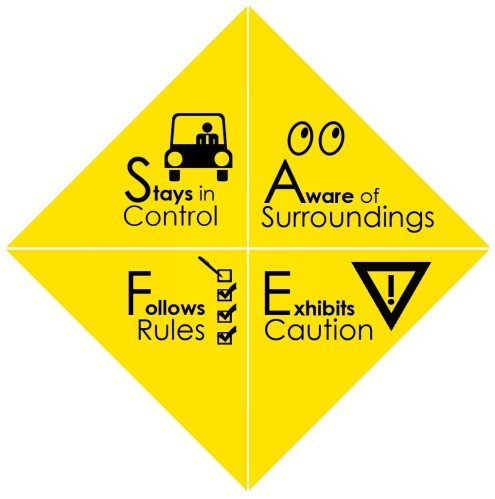 Stays in
Control
Aware of
Surroundings
Follows
Rules
Exhibits
Caution
!